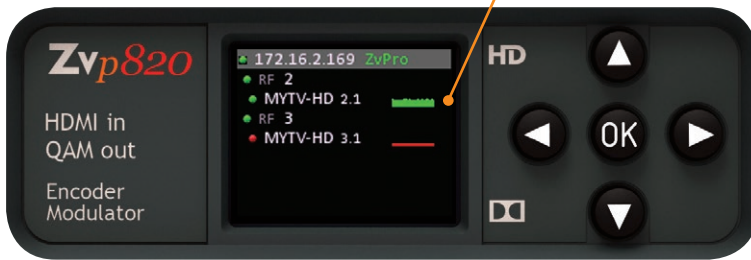 Zvp820
HDMI in
QAM out
Encoder
Modulator
172.16.2.169 ZvPro
RF 2
MYTV-HD 2.1
RF 3
MYTV-HD 3.1
HD
OK